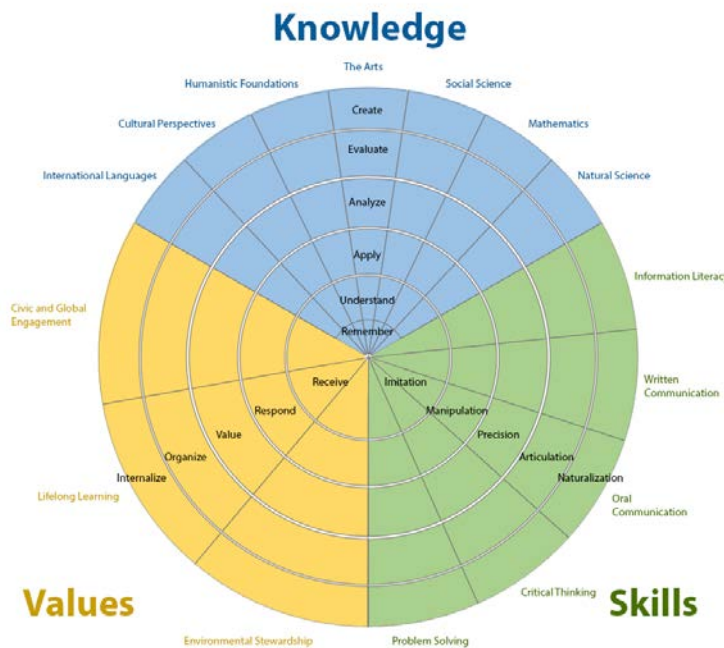 Knowledge
The Arts
Humanistic Foundations
Social Science
Cultural Perspectives
Mathematics
International Languages
Natural Science
Create
Evaluate
Analyze
Apply
Understand
Remember
Information Literac
Civic and Global
Engagement
Written
Communication
Receive
Imitation
Respond
Manipulation
Value
Precision
Organize
Articulation
Internalize
Naturalization
Lifelong Learning
Oral
Communication
Values
Critical Thinking
Skills
Environmental Stewardship
Problem Solving